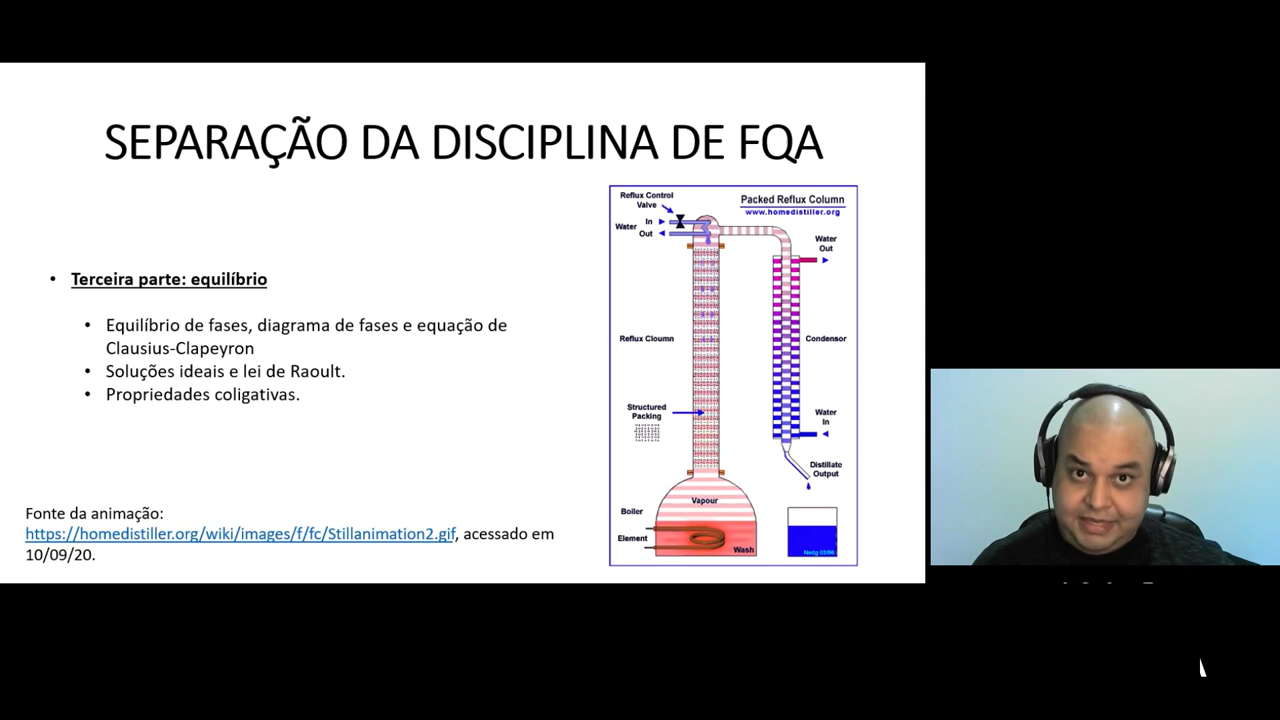 SEPARAÇÃO DA DISCIPLINA DE FQA
• Terceira parte: equilíbrio
• Equilíbrio de fases, diagrama de fases e equação de
Clausius-Clapeyron
• Soluções ideais e lei de Raoult.
• Propriedades coligativas.
Fonte da animação:
https://homedistiller.org/wiki/images/f/fc/Stillanimation2.gif, acessado em
10/09/20.
Reflux Control
Valve
Packed Reflux Column
www.homedistiller.org
In
Water
Out
Water
Out
Reflux Cloumn
Condensor
Structured
Packing
Water
In
Distillate
Output
Vapour
Boiler
Element
Wash